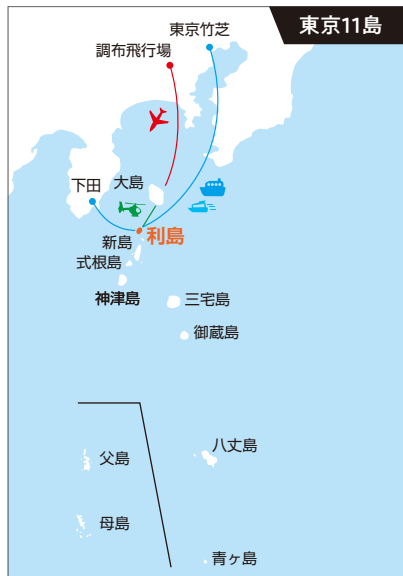 東京11島
東京竹芝
調布飛行場
下田
大島
新島
利島
式根島
神津島
三宅島
御蔵島
父島
八丈島
母島
青ヶ島